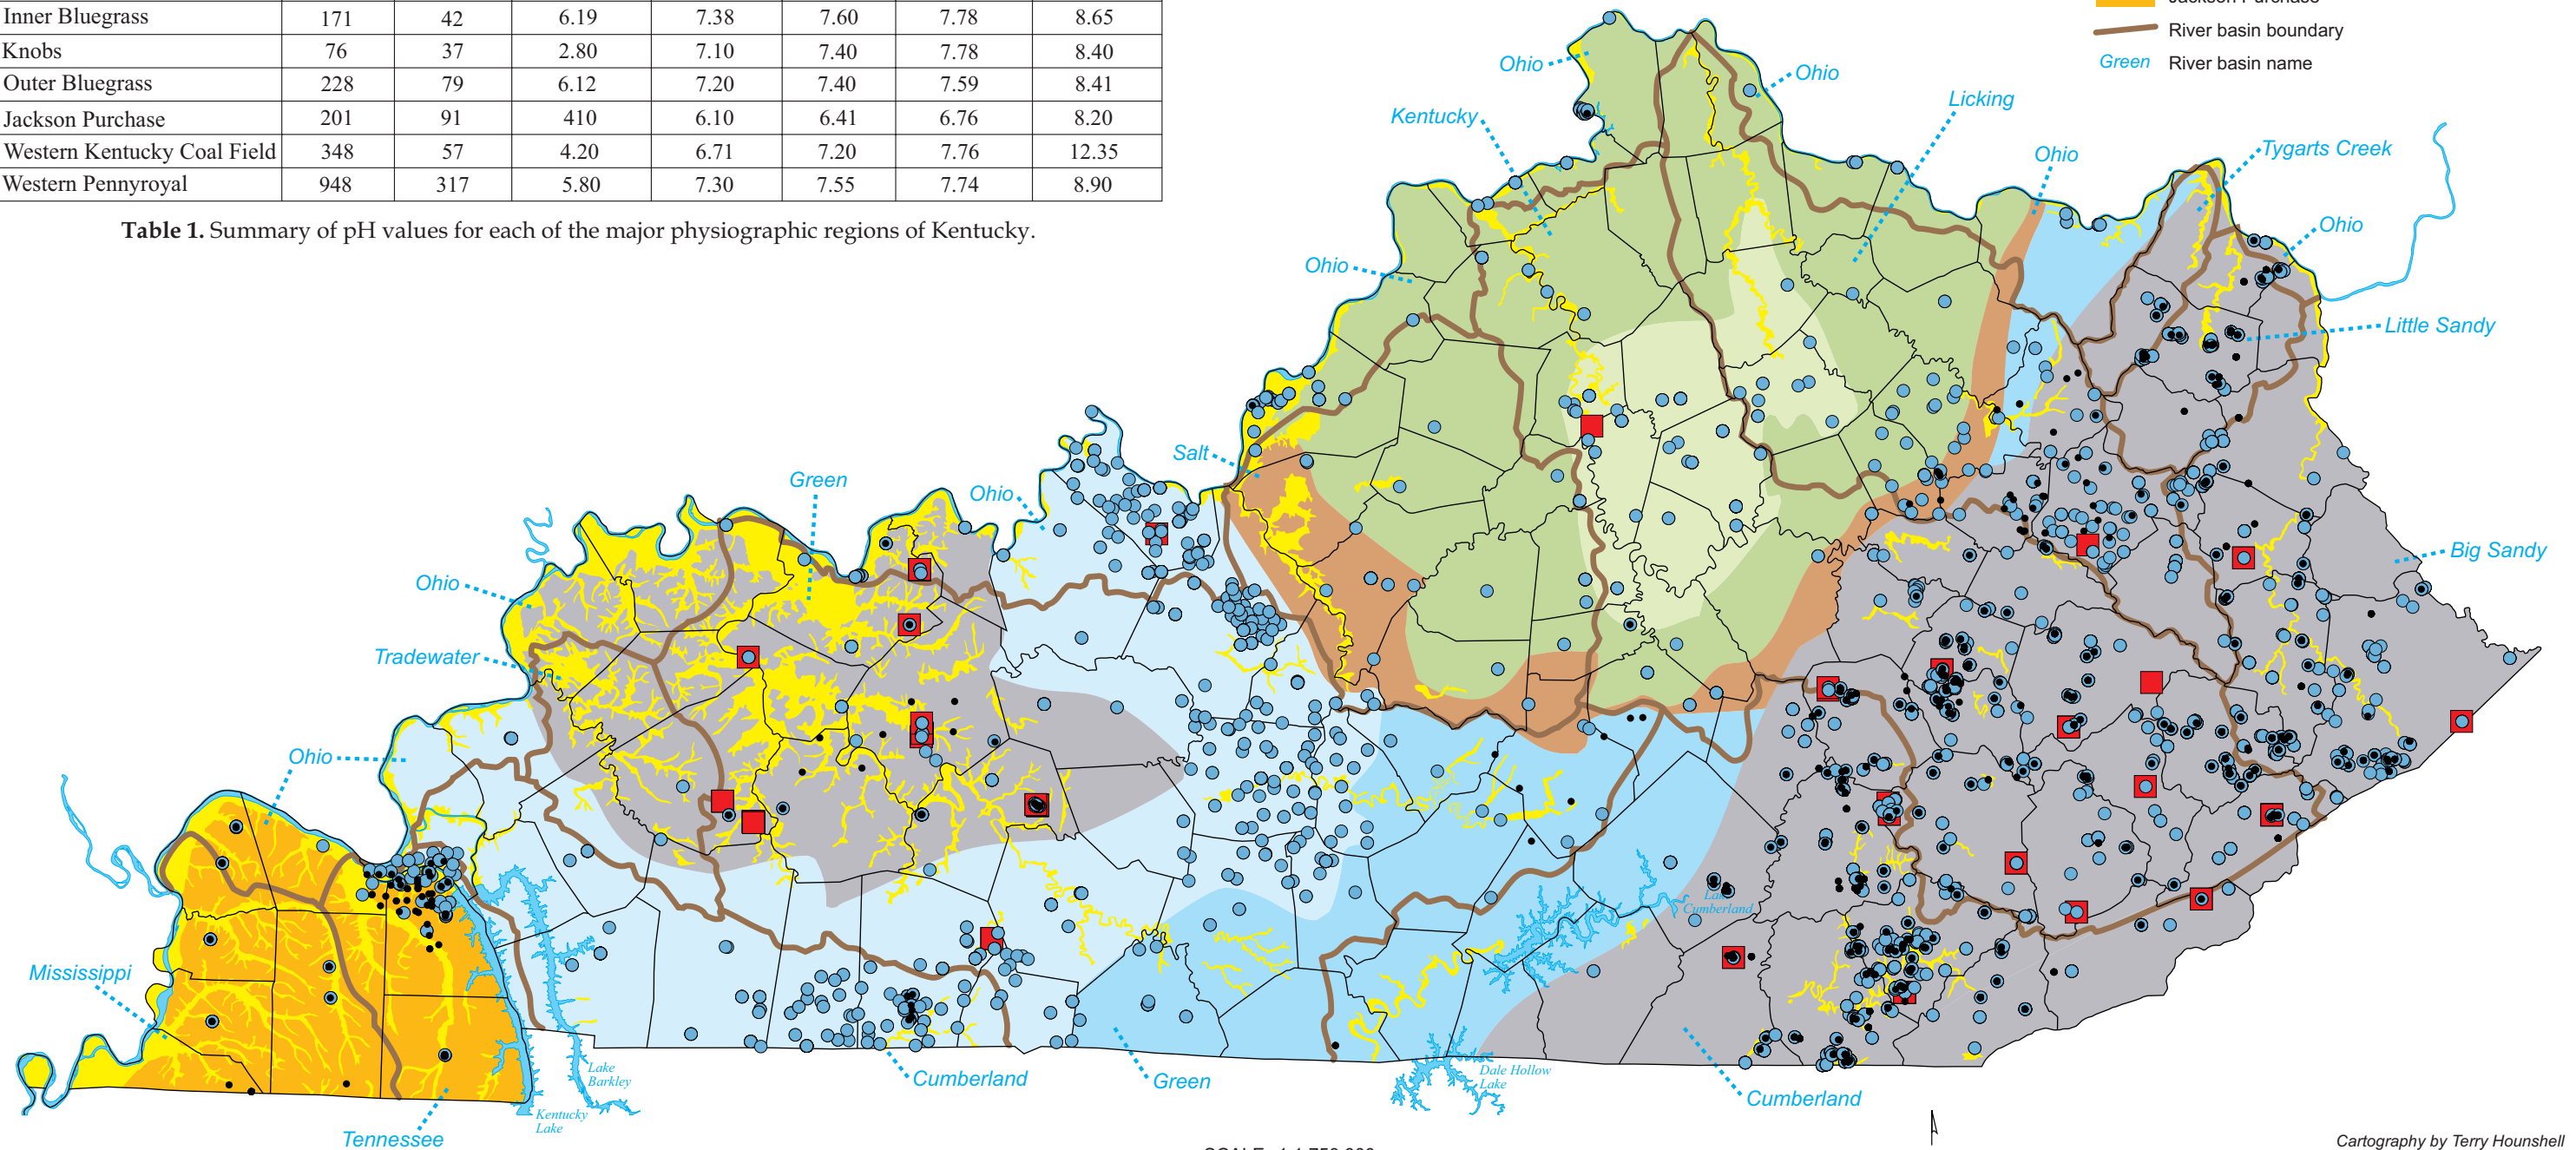 Inner Bluegrass 171 42 6.19 7.38 7.60 7.78 8.65
Knobs 76 37 2.80 7.10 7.40 7.78 8.40
Outer Bluegrass 228 79 6.12 7.20 7.40 7.59 8.41
Jackson Purchase 201 91 410 6.10 6.41 6.76 8.20
Western Kentucky Coal Field 348 57 4.20 6.71 7.20 7.76 12.35
Western Pennyroyal 948 317 5.80 7.30 7.55 7.74 8.90
Table 1. Summary of pH values for each of the major physiographic regions of Kentucky.
Jackson Purchase
River basin boundary
Green River basin name
Ohio
Ohio
Licking
Kentucky
Ohio
Tygarts Creek
Ohio
Ohio
Little Sandy
Salt
Green
Ohio
Big Sandy
Ohio
Tradewater
Ohio
Lake
Cumberland
Mississippi
Lake
Barkley
Cumberland
Green
Dale Hollow
Lake
Cumberland
Kentucky
Lake
Tennessee
Cartography by Terry Hounshell